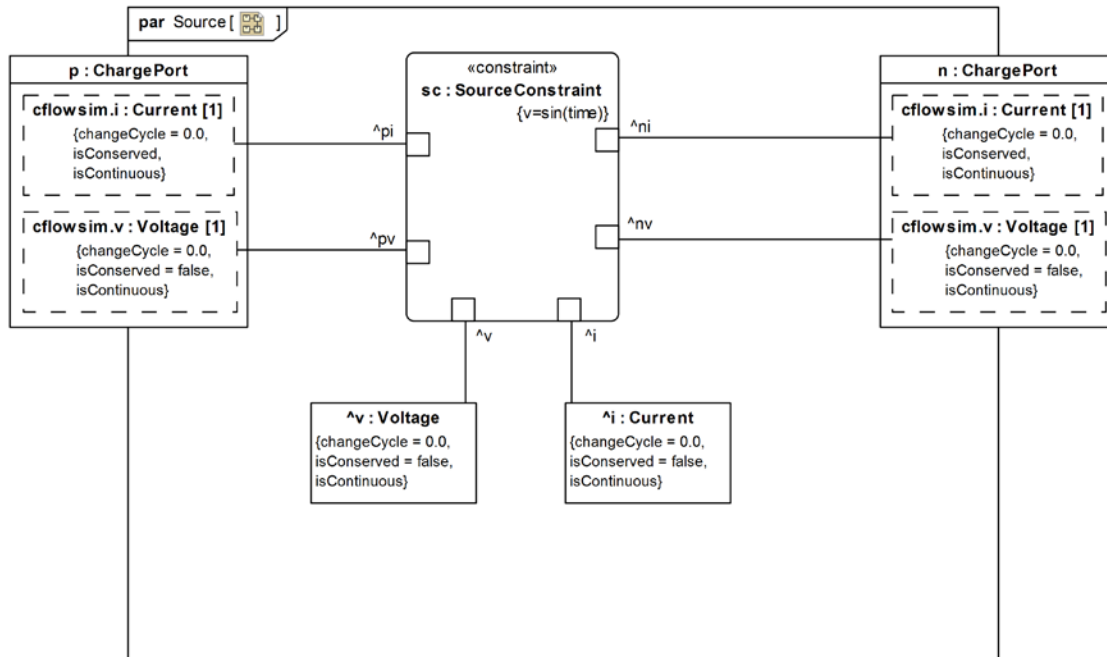 par Source [ ]
p : ChargePort
cflowsim.i : Current [1]
{changeCycle = 0.0,
isConserved,
isContinuous}
cflowsim.v : Voltage [1]
{changeCycle = 0.0,
isConserved = false,
isContinuous}
«constraint»
sc : SourceConstraint
{v=sin(time)}
^pi
^pv
^ni
^nv
^v
^i
n : ChargePort
cflowsim.i : Current [1]
{changeCycle = 0.0,
isConserved,
isContinuous}
cflowsim.v : Voltage [1]
{changeCycle = 0.0,
isConserved = false,
isContinuous}
^v : Voltage
{changeCycle = 0.0,
isConserved = false,
isContinuous}
^i : Current
{changeCycle = 0.0,
isConserved = false,
isContinuous}